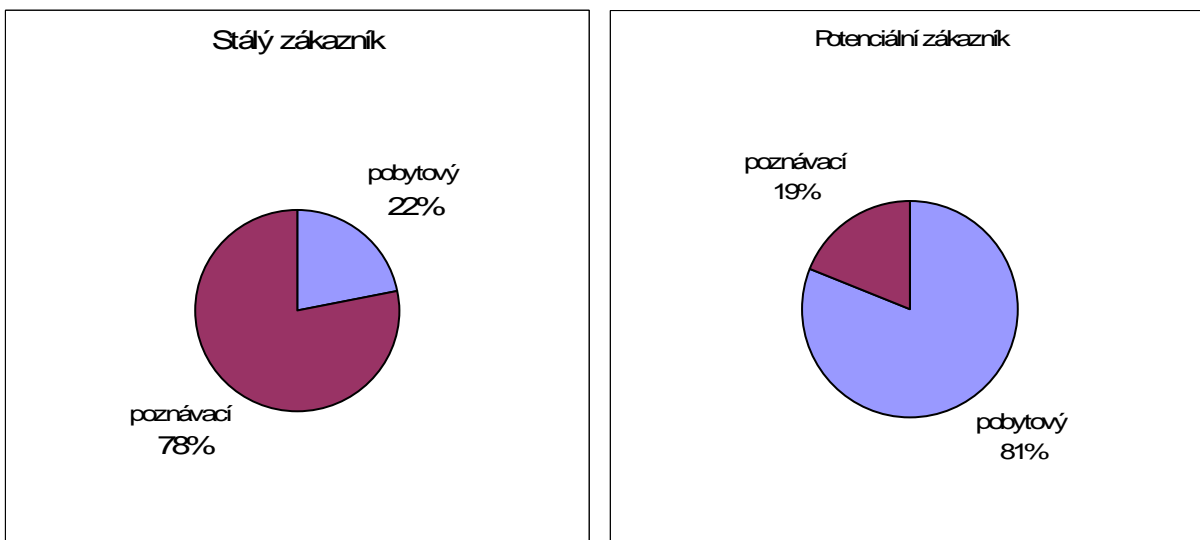 Stálý zákazník
pobytový
22%
poznávací
78%
Potenciální zákazník
poznávací
19%
pobytový
81%